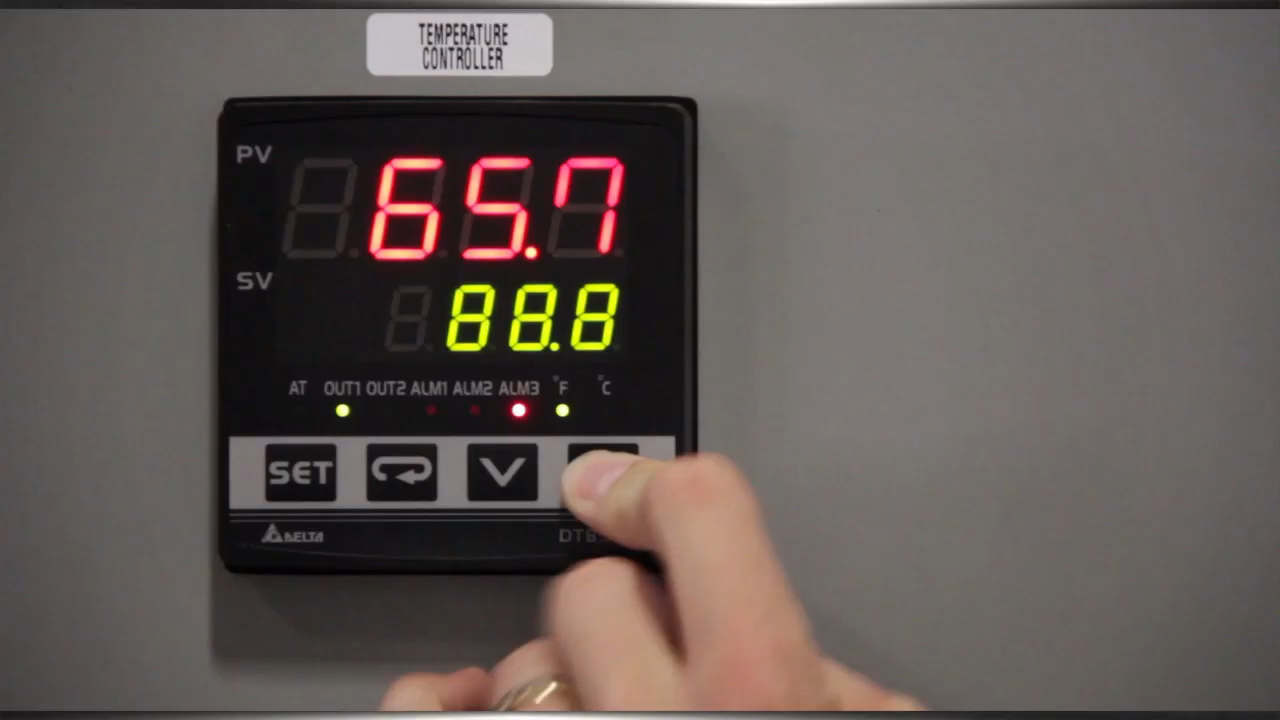 TEMPERATURE
CONTROLLER
PV
65.7
SV
88.8
AT OUT1 OUT2 ALM1 ALM2 ALM3 °F °C
SET
DELTA